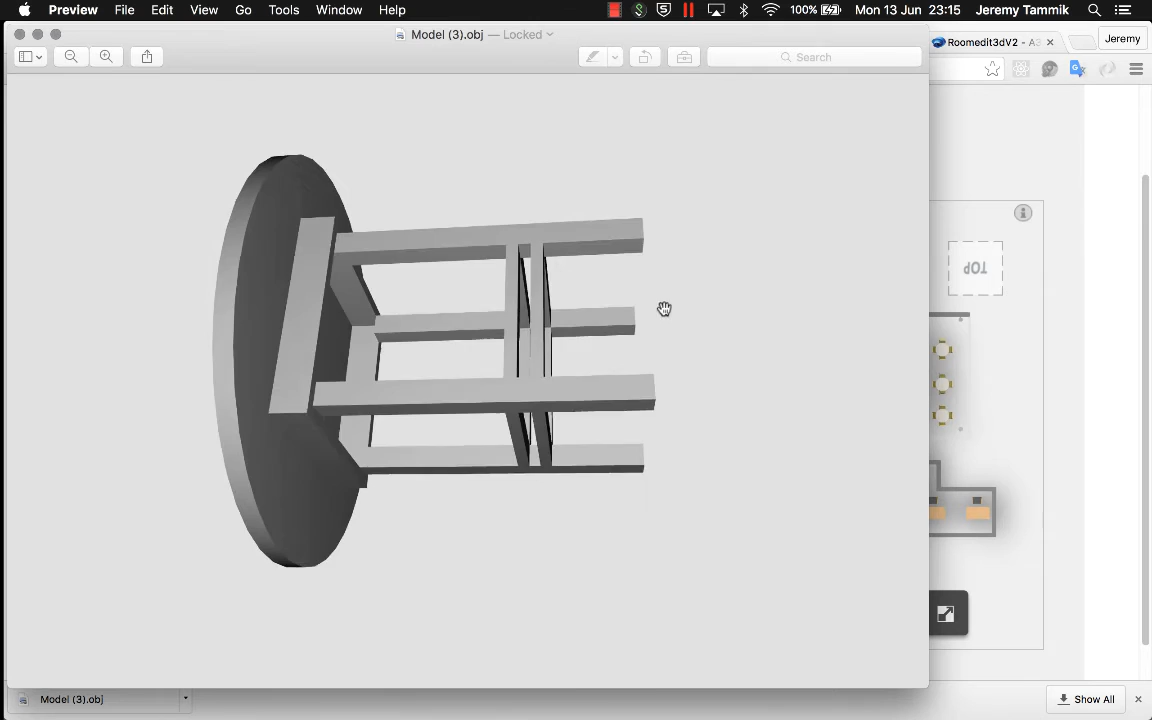 Preview File Edit View Go Tools Window Help 100% Mon 13 Jun 23:15 Jeremy Tammik
Model (3).obj — Locked
Roomedit3dV2 - A3
Jeremy
Search
TOP
Model (3).obj
Show All